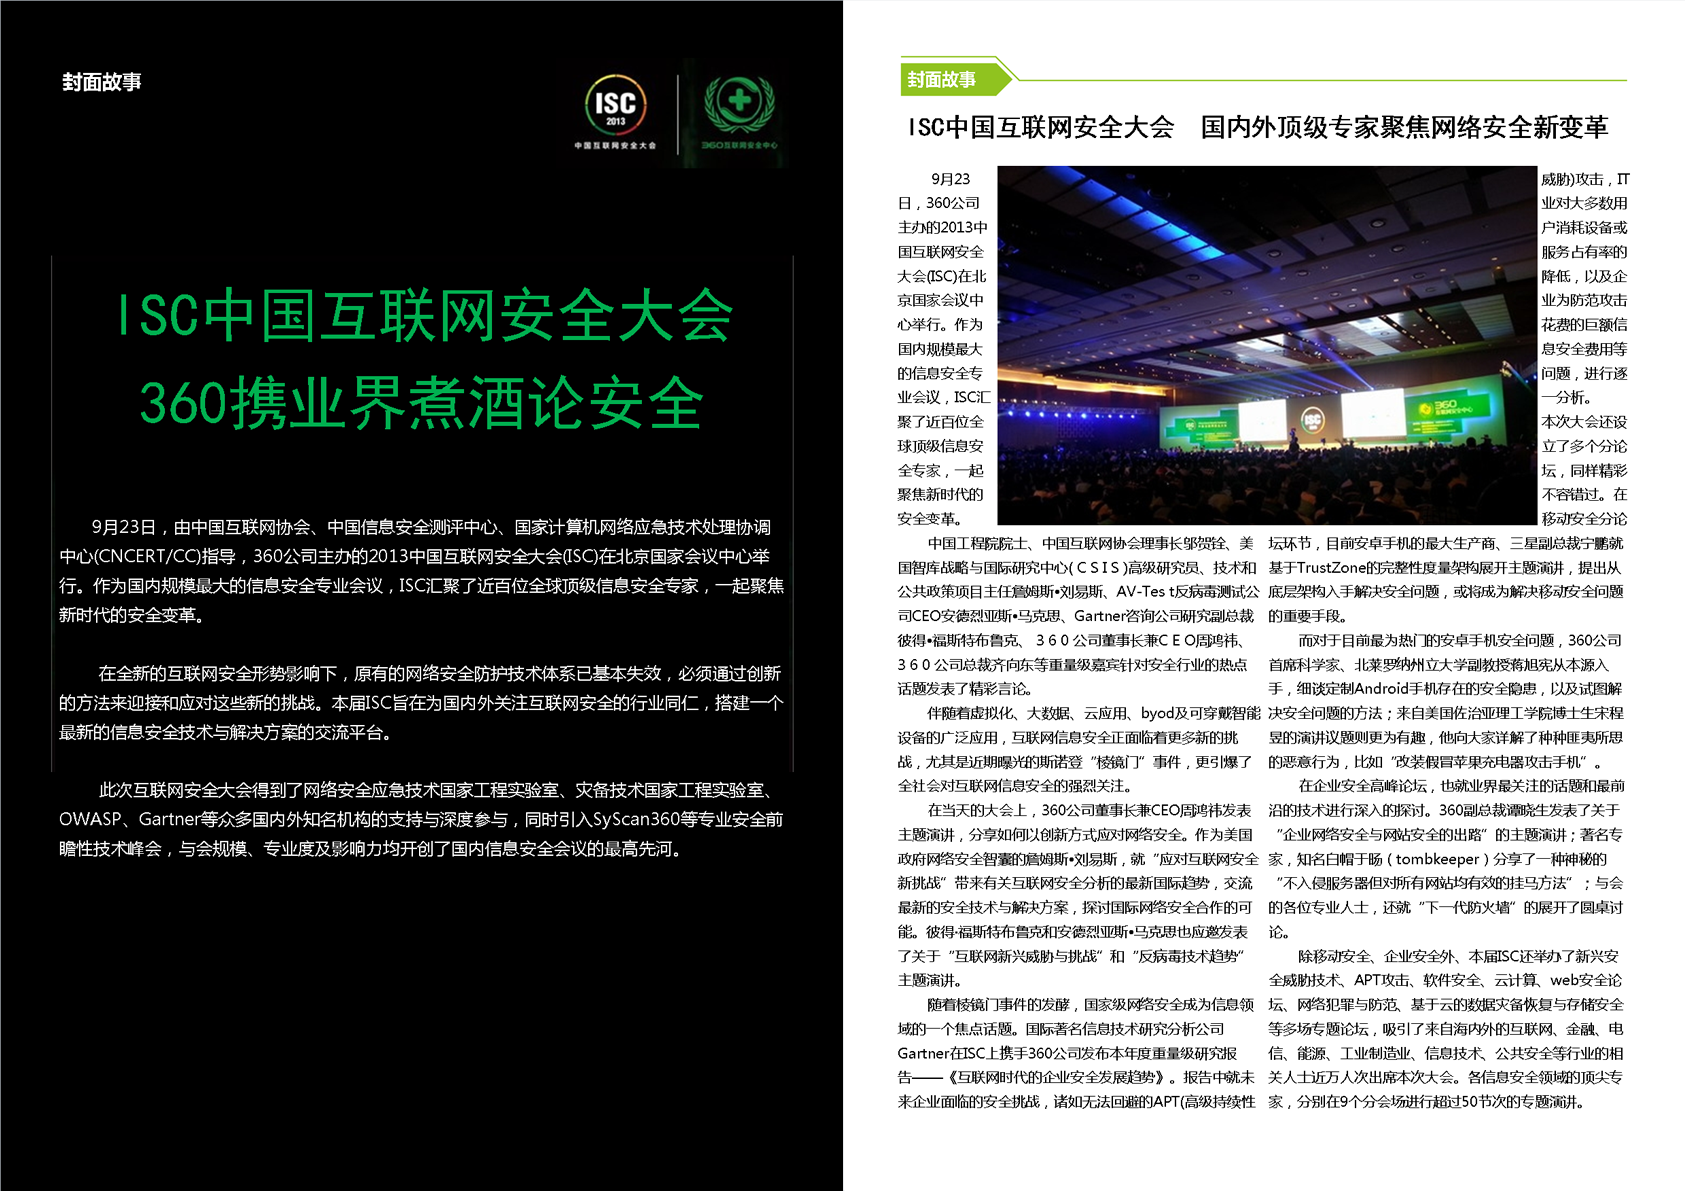 封面故事
ISC
2013
中国互联网安全大会
360互联网安全中心
ISC中国互联网安全大会
360携业界煮酒论安全
9月23日，由中国互联网协会、中国信息安全测评中心、国家计算机网络应急技术处理协调
中心(CNCERT/CC)指导，360公司主办的2013中国互联网安全大会(ISC)在北京国家会议中心举
行。作为国内规模最大的信息安全专业会议，ISC汇聚了近百位全球顶级信息安全专家，一起聚焦
新时代的安全变革。
在全新的互联网安全形势影响下，原有的网络安全防护技术体系已基本失效，必须通过创新
的方法来迎接和应对这些新的挑战。本届ISC旨在为国内外关注互联网安全的行业同仁，搭建一个
最新的信息安全技术与解决方案的交流平台。
此次互联网安全大会得到了网络安全应急技术国家工程实验室、灾备技术国家工程实验室、
OWASP、Gartner等众多国内外知名机构的支持与深度参与，同时引入SyScan360等专业安全前
瞻性技术峰会，与会规模、专业度及影响力均开创了国内信息安全会议的最高先河。
封面故事
ISC中国互联网安全大会　国内外顶级专家聚焦网络安全新变革
9月23
日，360公司
主办的2013中
国互联网安全
大会(ISC)在北
京国家会议中
心举行。作为
国内规模最大
的信息安全专
业会议，ISC汇
聚了近百位全
球顶级信息安
全专家，一起
聚焦新时代的
安全变革。
中国工程院院士、中国互联网协会理事长邬贺铨、美
国智库战略与国际研究中心( C S I S )高级研究员、技术和
公共政策项目主任詹姆斯•刘易斯、AV-Tes t反病毒测试公
司CEO安德烈亚斯•马克思、Gartner咨询公司研究副总裁
彼得•福斯特布鲁克、 3 6 0 公司董事长兼C E O周鸿祎、
3 6 0 公司总裁齐向东等重量级嘉宾针对安全行业的热点
话题发表了精彩言论。
伴随着虚拟化、大数据、云应用、byod及可穿戴智能
设备的广泛应用，互联网信息安全正面临着更多新的挑
战，尤其是近期曝光的斯诺登“棱镜门”事件，更引爆了
全社会对互联网信息安全的强烈关注。
在当天的大会上，360公司董事长兼CEO周鸿祎发表
主题演讲，分享如何以创新方式应对网络安全。作为美国
政府网络安全智囊的詹姆斯•刘易斯，就“应对互联网安全
新挑战”带来有关互联网安全分析的最新国际趋势，交流
最新的安全技术与解决方案，探讨国际网络安全合作的可
能。彼得·福斯特布鲁克和安德烈亚斯•马克思也应邀发表
了关于“互联网新兴威胁与挑战”和“反病毒技术趋势”
主题演讲。
随着棱镜门事件的发酵，国家级网络安全成为信息领
域的一个焦点话题。国际著名信息技术研究分析公司
Gartner在ISC上携手360公司发布本年度重量级研究报
告——《互联网时代的企业安全发展趋势》。报告中就未
来企业面临的安全挑战，诸如无法回避的APT(高级持续性
ISC
360
互联网安全中心
威胁)攻击，IT
业对大多数用
户消耗设备或
服务占有率的
降低，以及企
业为防范攻击
花费的巨额信
息安全费用等
问题，进行逐
一分析。
本次大会还设
立了多个分论
坛，同样精彩
不容错过。在
移动安全分论
坛环节，目前安卓手机的最大生产商、三星副总裁宁鹏就
基于TrustZone的完整性度量架构展开主题演讲，提出从
底层架构入手解决安全问题，或将成为解决移动安全问题
的重要手段。
而对于目前最为热门的安卓手机安全问题，360公司
首席科学家、北莱罗纳州立大学副教授蒋旭宪从本源入
手，细谈定制Android手机存在的安全隐患，以及试图解
决安全问题的方法；来自美国佐治亚理工学院博士生宋程
昱的演讲议题则更为有趣，他向大家详解了种种匪夷所思
的恶意行为，比如“改装假冒苹果充电器攻击手机”。
在企业安全高峰论坛，也就业界最关注的话题和最前
沿的技术进行深入的探讨。360副总裁谭晓生发表了关于
“企业网络安全与网站安全的出路”的主题演讲；著名专
家，知名白帽于旸（tombkeeper）分享了一种神秘的
“不入侵服务器但对所有网站均有效的挂马方法”；与会
的各位专业人士，还就“下一代防火墙”的展开了圆桌讨
论。
除移动安全、企业安全外、本届ISC还举办了新兴安
全威胁技术、APT攻击、软件安全、云计算、web安全论
坛、网络犯罪与防范、基于云的数据灾备恢复与存储安全
等多场专题论坛，吸引了来自海内外的互联网、金融、电
信、能源、工业制造业、信息技术、公共安全等行业的相
关人士近万人次出席本次大会。各信息安全领域的顶尖专
家，分别在9个分会场进行超过50节次的专题演讲。